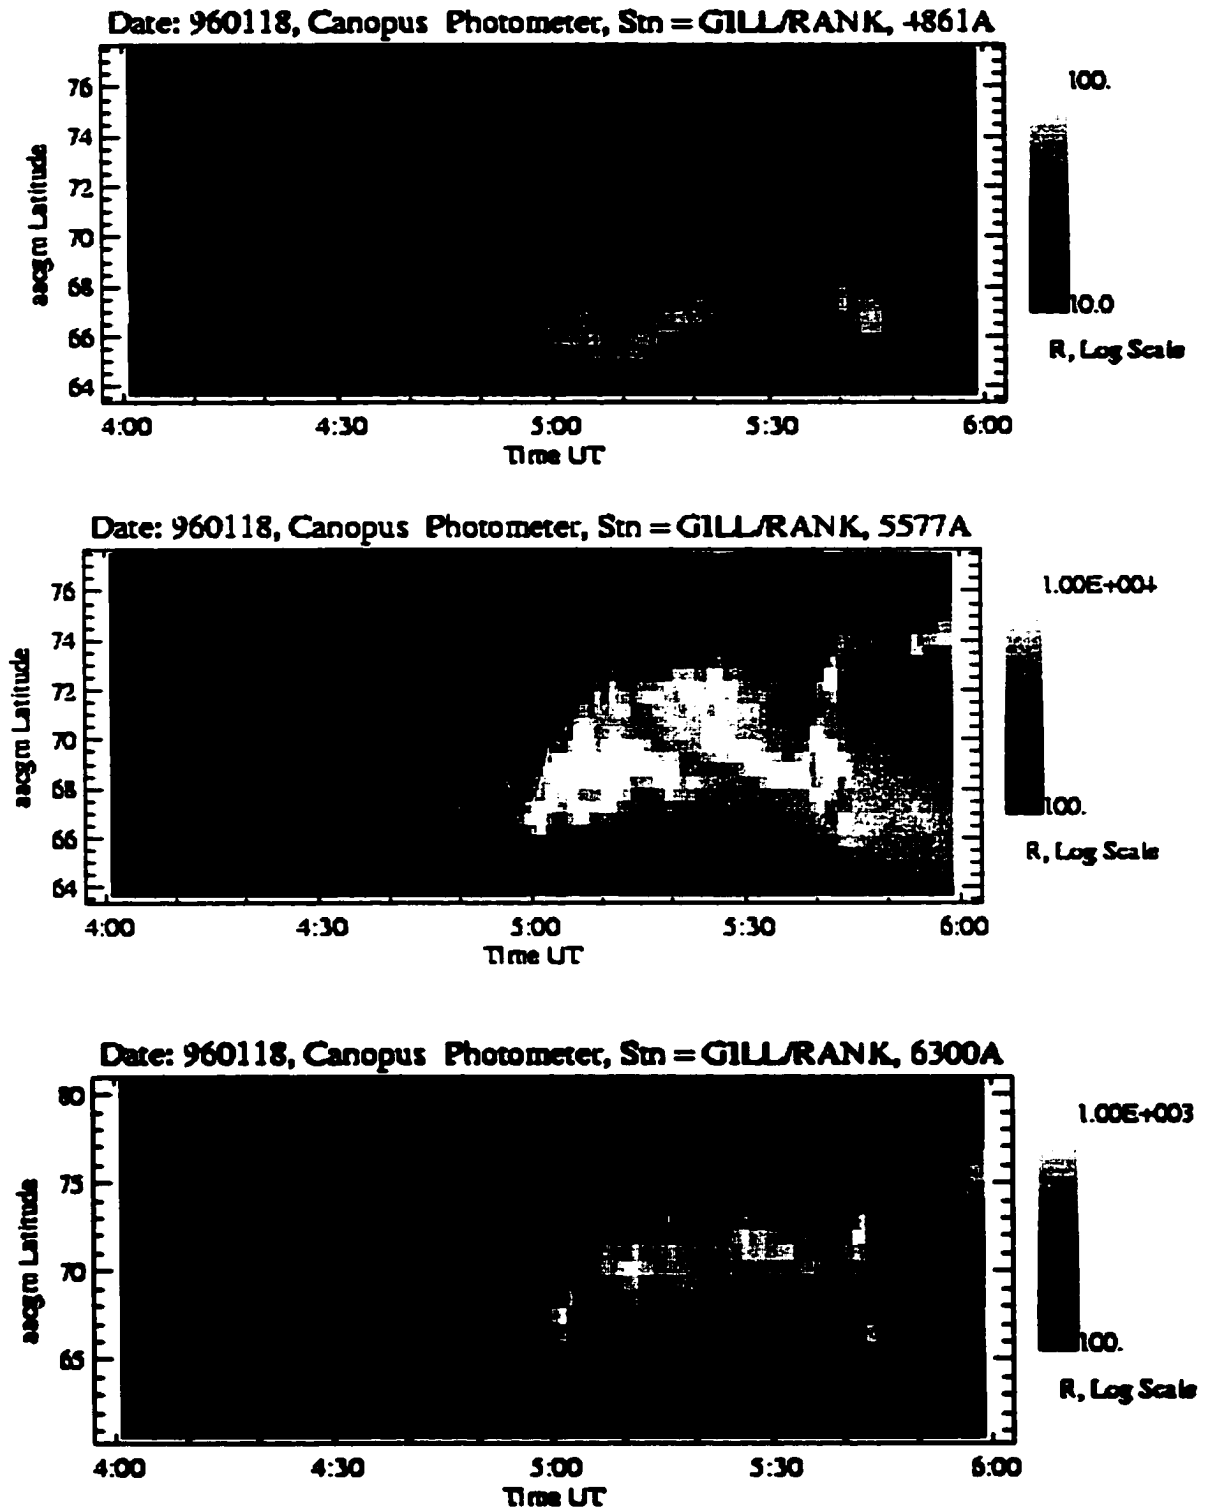 Date: 960118, Canopus Photometer, Stn = GILL/RANK, 4861A
76
74
72
70
68
66
64
aacgm Latitude
4:00 4:30 5:00 5:30 6:00
Time UT
100.
10.0
R, Log Scale
Date: 960118, Canopus Photometer, Stn = GILL/RANK, 5577A
76
74
72
70
68
66
64
aacgm Latitude
4:00 4:30 5:00 5:30 6:00
Time UT
1.00E+004
100.
R, Log Scale
Date: 960118, Canopus Photometer, Stn = GILL/RANK, 6300A
80
75
70
65
aacgm Latitude
4:00 4:30 5:00 5:30 6:00
Time UT
1.00E+003
100.
R, Log Scale